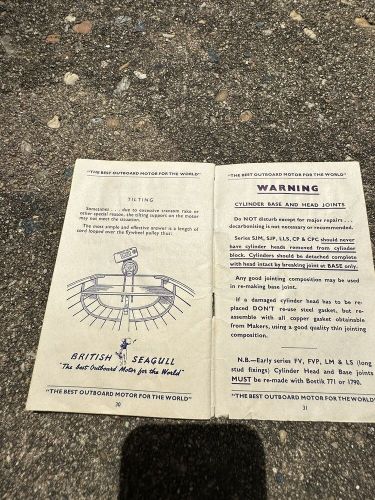 "THE BEST OUTBOARD MOTOR FOR THE WORLD"
TILTING
Sometimes . . . due to excessive transom rake or
other special reason, the tilting support on the motor
may not meet the situation.
The most simple and effective answer is a length of
cord looped over the flywheel pulley thus:
BRITISH SEAGULL
"The Best Outboard Motor for the World"
"THE BEST OUTBOARD MOTOR FOR THE WORLD"
30
"THE BEST OUTBOARD MOTOR FOR THE WORLD"
WARNING
CYLINDER BASE AND HEAD JOINTS
Do NOT disturb except for major repairs . . .
decarbonising is not necessary or recommended.
Series SJM, SJP, LLS, CP & CPC should never
have cylinder heads removed from cylinder
block. Cylinders should be detached complete
with head intact by breaking joint at BASE only.
Any good jointing composition may be used
in re-making base joint.
If a damaged cylinder head has to be re-
placed DON'T re-use steel gasket, but re-
assemble with all copper gasket obtainable
from Makers, using a good quality thin jointing
composition.
N.B.—Early series FV, FVP, LM & LS (long
stud fixings) Cylinder Head and Base joints
MUST be re-made with Bostik 771 or 1790.
"THE BEST OUTBOARD MOTOR FOR THE WORLD"
31